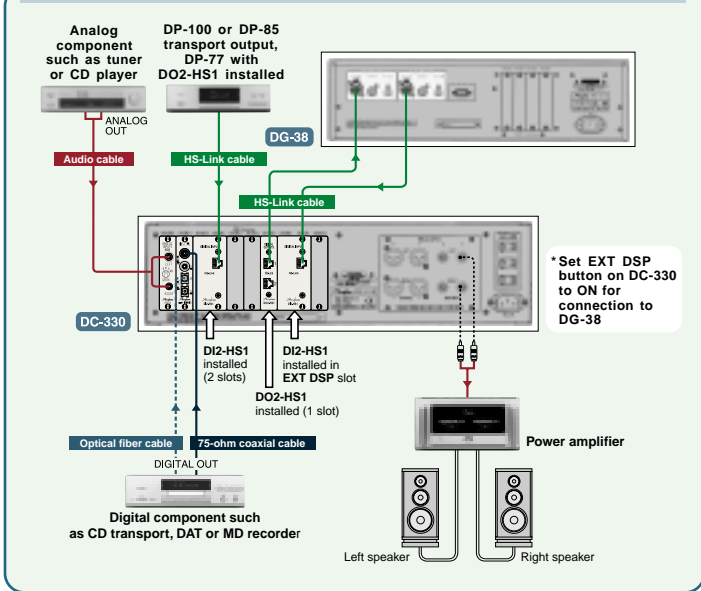 Analog
component
such as tuner
or CD player
DP-100 or DP-85
transport output,
DP-77 with
DO2-HS1 installed
ANALOG
OUT
DG-38
Audio cable
HS-Link cable
HS-Link cable
DC-330
*Set EXT DSP
button on DC-330
to ON for
connection to
DG-38
DI2-HS1
installed
(2 slots)
DI2-HS1
installed in
EXT DSP slot
DO2-HS1
installed (1 slot)
Optical fiber cable
75-ohm coaxial cable
Power amplifier
DIGITAL OUT
Digital component such
as CD transport, DAT or MD recorder
Left speaker
Right speaker